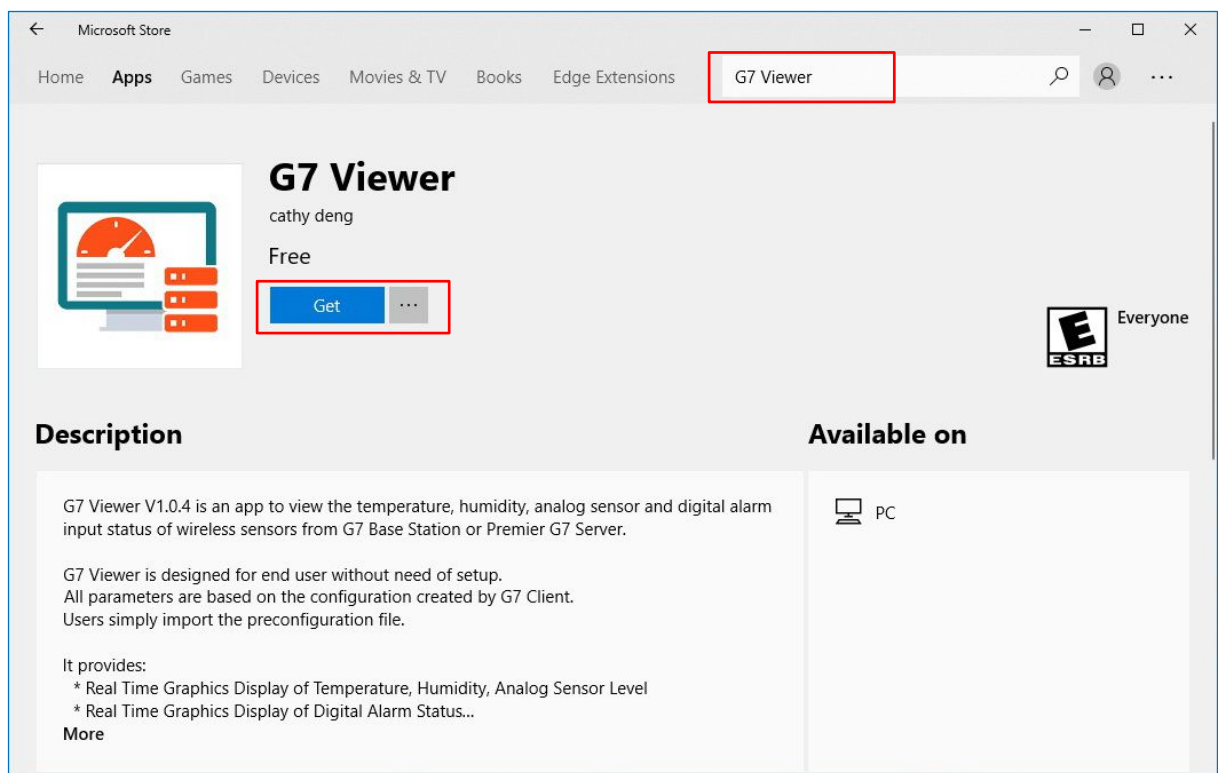 Microsoft Store
Home Apps Games Devices Movies & TV Books Edge Extensions G7 Viewer
G7 Viewer
cathy deng
Free
Get ...
E
ESRB
Everyone
Description
G7 Viewer V1.0.4 is an app to view the temperature, humidity, analog sensor and digital alarm
input status of wireless sensors from G7 Base Station or Premier G7 Server.
G7 Viewer is designed for end user without need of setup.
All parameters are based on the configuration created by G7 Client.
Users simply import the preconfiguration file.
It provides:
* Real Time Graphics Display of Temperature, Humidity, Analog Sensor Level
* Real Time Graphics Display of Digital Alarm Status...
More
Available on
PC